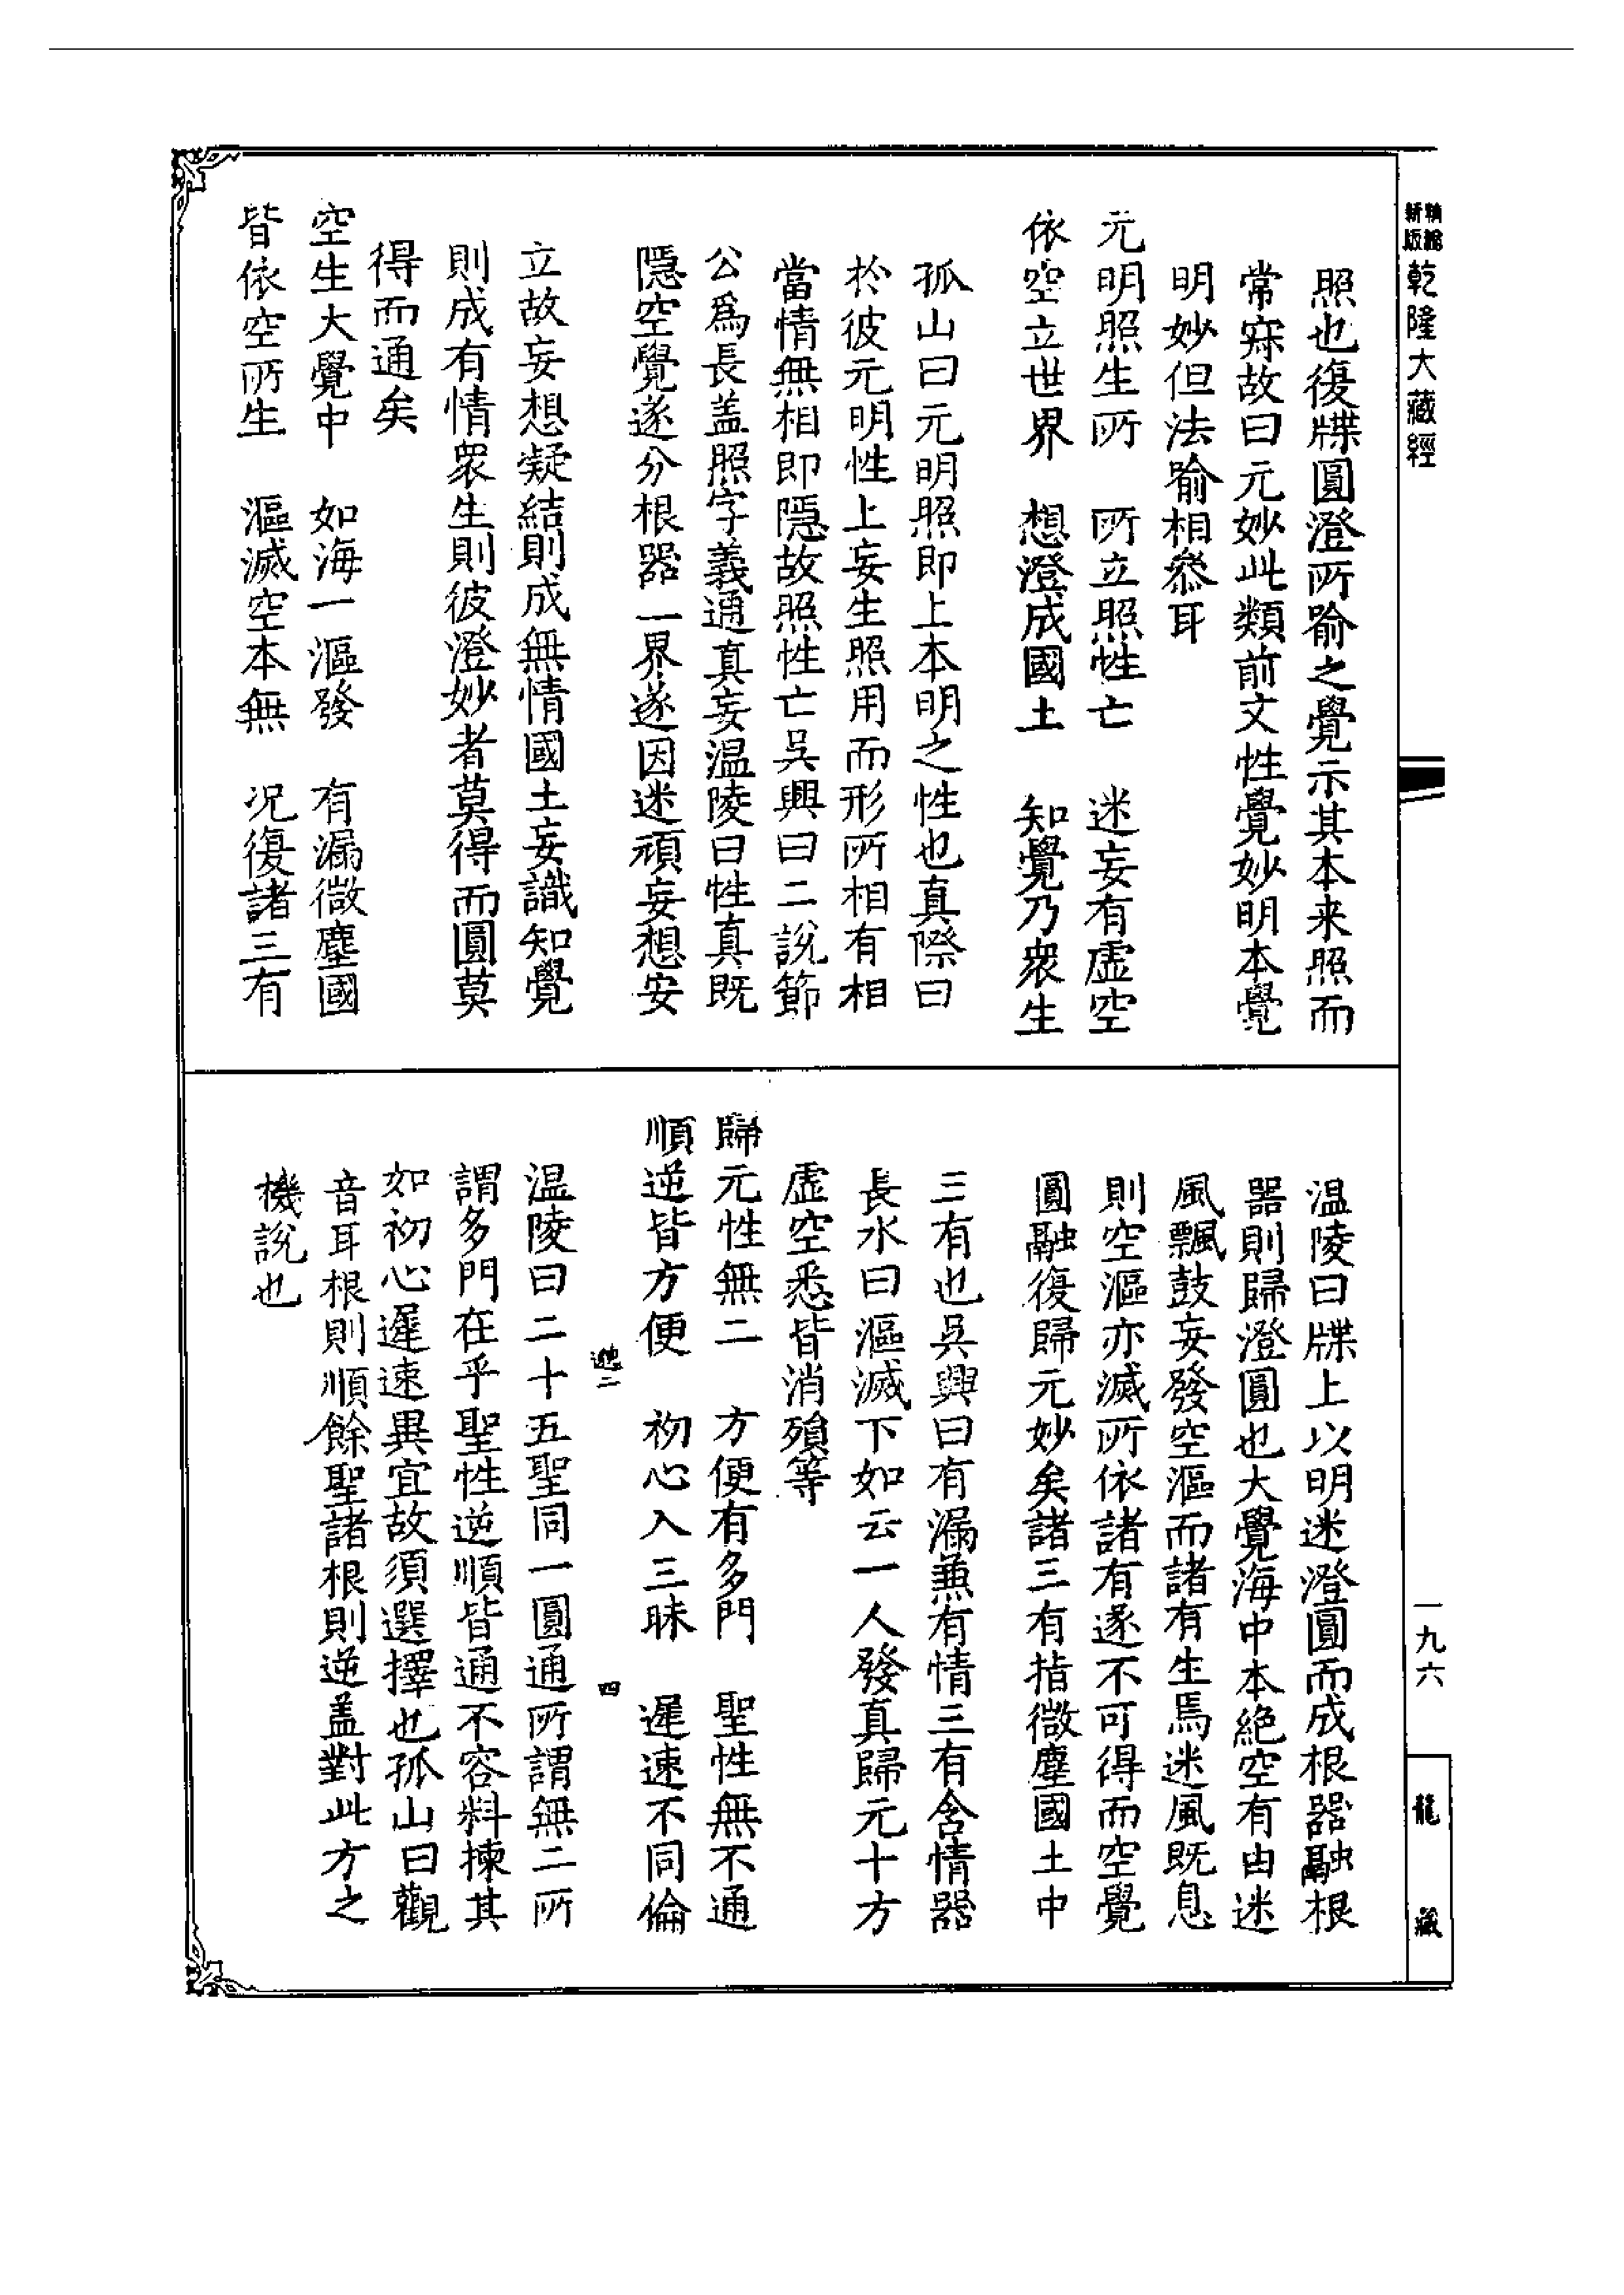 新縮
版縮
乾隆大藏經
照也復牒圓澄所喻之覺示其本来照而
常寂故曰元妙此類前文性覺妙明本覺
明妙但法喻相叅耳
元明照生所　所立照性亡　迷妄有虛空
依空立世界　想澄成國土　知覺乃衆生
孤山曰元明照即上本明之性也真際曰
於彼元明性上妄生照用而形所相有相
當情無相即隱故照性亡吳興曰二說節
公爲長盖照字義通真妄温陵曰性真既
隱空覺遂分根器一界遂因迷頑妄想安
立故妄想凝結則成無情國土妄識知覺
則成有情衆生則彼澄妙者莫得而圓莫
得而通矣
空生大覺中　如海一漚發　有漏微塵國
皆依空所生　漚滅空本無　况復諸三有
温陵曰牒上以明迷澄圓而成根器融根
器則歸澄圓也大覺海中本絶空有由迷
風飄鼓妄發空漚而諸有生焉迷風既息
則空漚亦滅所依諸有遂不可得而空覺
圓融復歸元妙矣諸三有指微塵國土中
三有也吳興曰有漏兼有情三有含情器
長水曰漚滅下如云一人發真歸元十方
虛空悉皆消殞等
歸元性無二　方便有多門　聖性無不通
順逆皆方便　初心入三昧　遲速不同倫
二　四
温陵曰二十五聖同一圓通所謂無二所
謂多門在乎聖性逆順皆通不容料揀其
如初心遲速異宜故須選擇也孤山曰觀
音耳根則順餘聖諸根則逆盖對此方之
機說也
一九六
龍藏